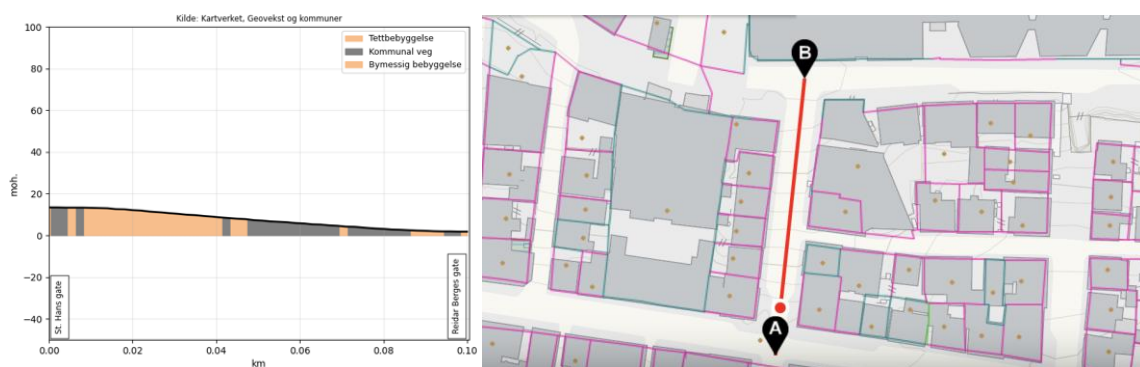 Kilde: Kartverket, Geovekst og kommuner
100
80
60
40
20
0
−20
−40
moh.
Tettbebyggelse
Kommunal veg
Bymessig bebyggelse
St. Hans gate
Reidar Berges gate
0.00 0.02 0.04 0.06 0.08 0.10
km
B
A